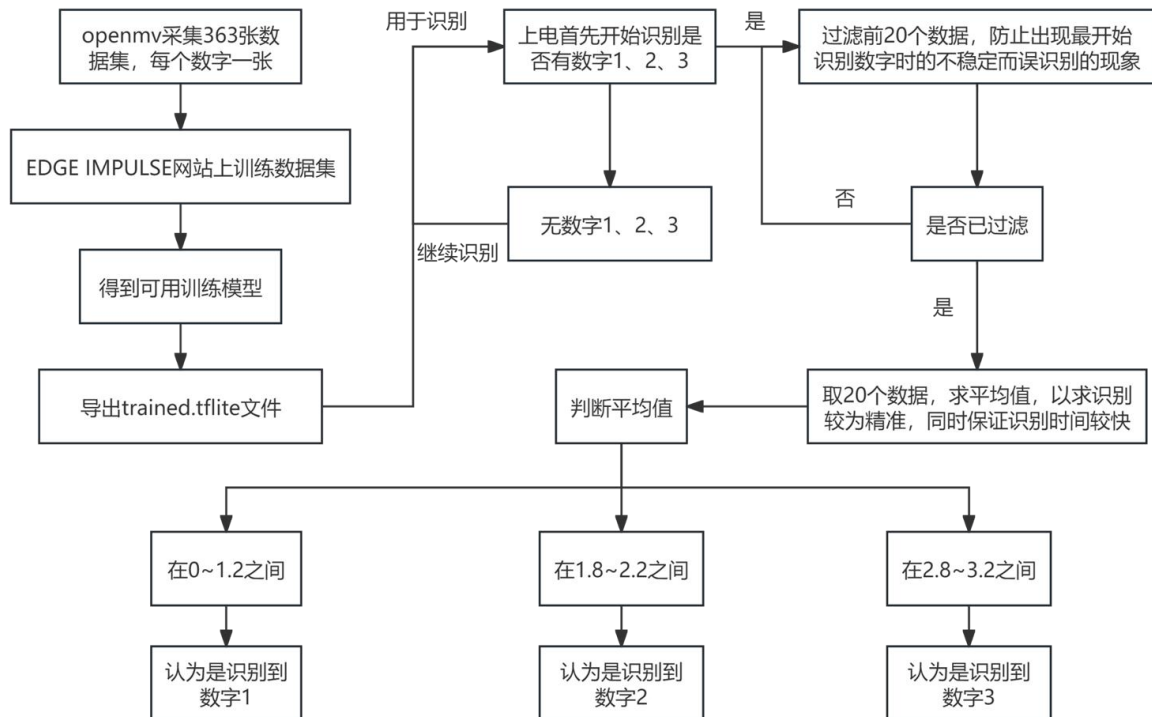 openmv采集363张数
据集，每个数字一张
EDGE IMPULSE网站上训练数据集
得到可用训练模型
导出trained.tflite文件
用于识别
继续识别
上电首先开始识别是
否有数字1、2、3
无数字1、2、3
是
过滤前20个数据，防止出现最开始
识别数字时的不稳定而误识别的现象
否
是否已过滤
是
取20个数据，求平均值，以求识别
较为精准，同时保证识别时间较快
判断平均值
在0~1.2之间
在1.8~2.2之间
在2.8~3.2之间
认为是识别到
数字1
认为是识别到
数字2
认为是识别到
数字3